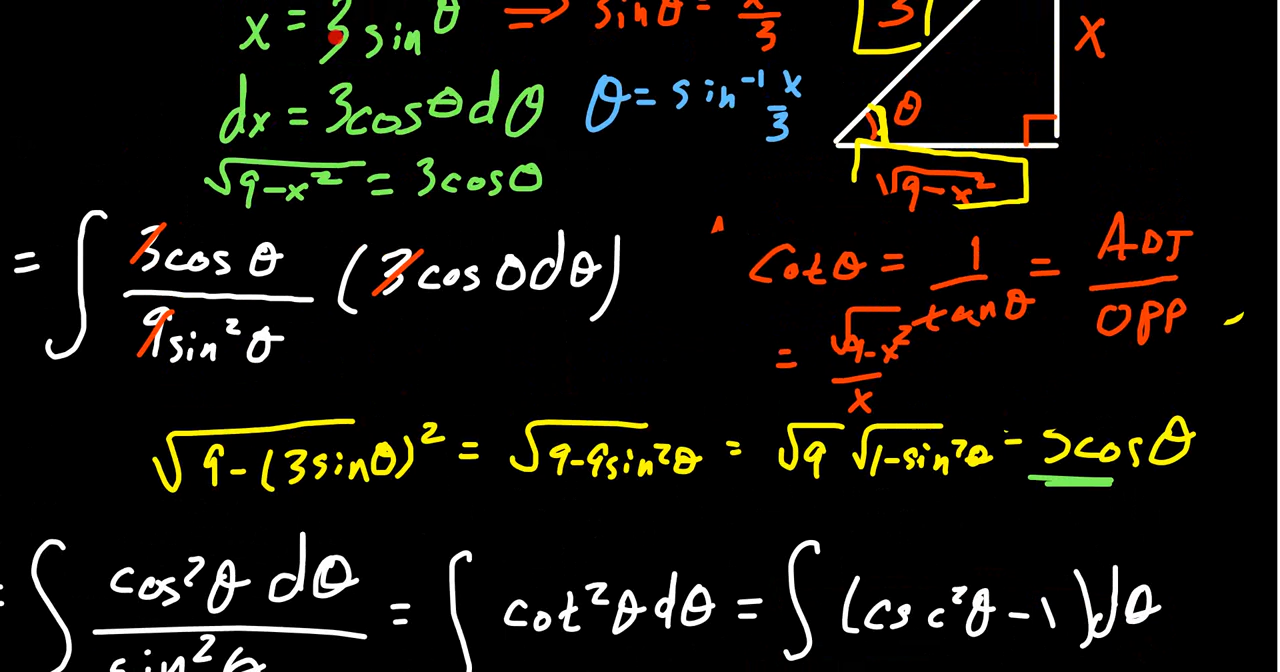 x = 3 sin θ ⇒ sin θ = x/3
3
x
dx = 3cosθ dθ
θ = sin⁻¹ x/3
θ
√9-x² = 3cosθ
√9-x²
= ∫ 3cos θ / 9sin²θ (3cos θ dθ)
cot θ = 1/tan θ = ADJ/OPP
= √9-x² / x
√9-(3sinθ)² = √9-9sin²θ = √9 √1-sin²θ = 3cosθ
= ∫ cos²θ dθ / sin²θ = ∫ cot²θ dθ = ∫ (csc²θ - 1)dθ